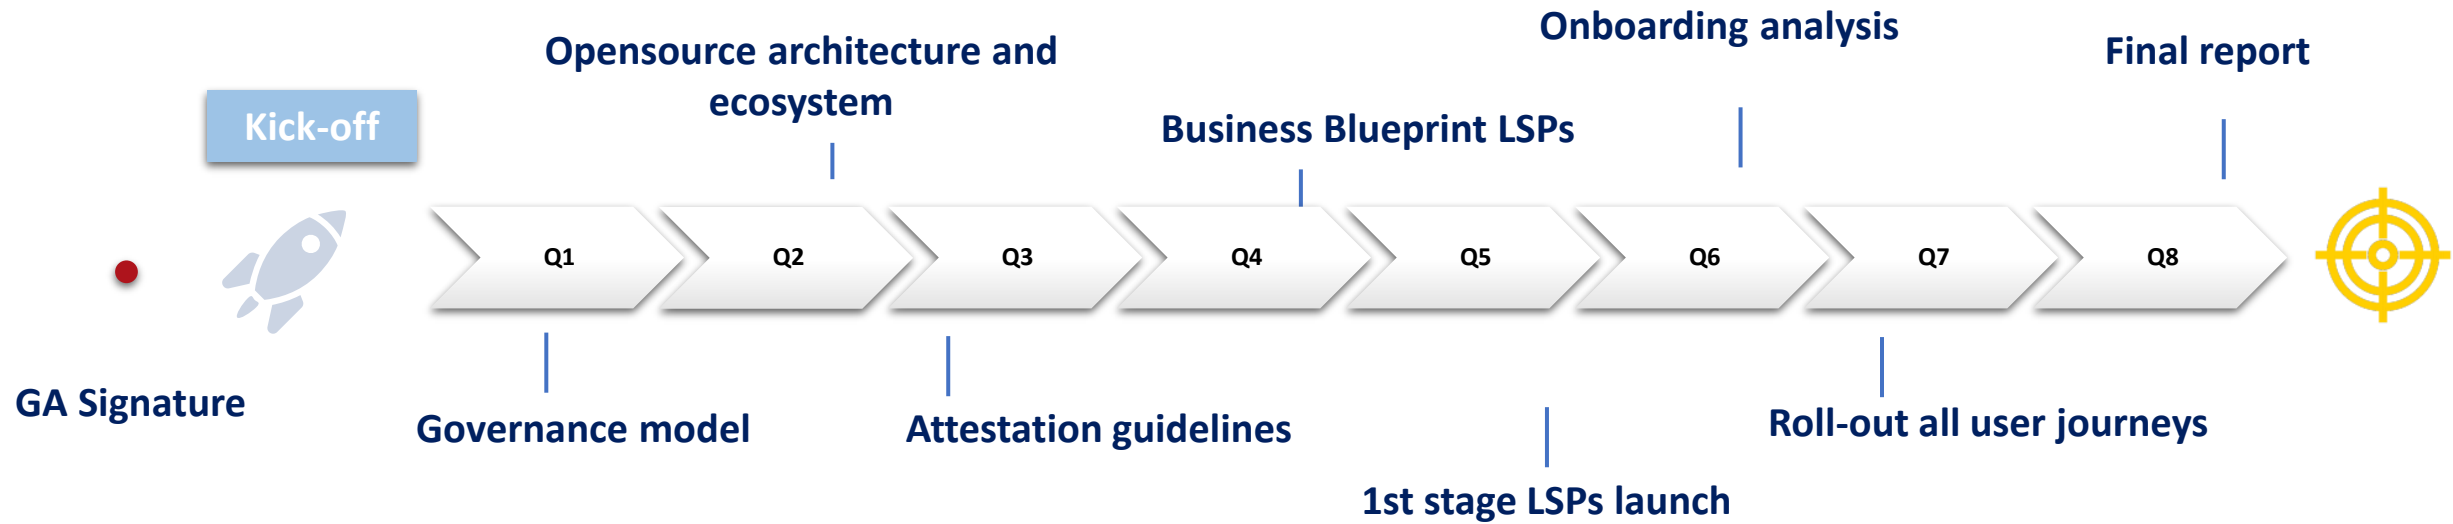 Onboarding analysis
Opensource architecture and
ecosystem
Final report
Kick-off
Business Blueprint LSPs
Q1
Q2
Q3
Q4
Q5
Q6
Q7
Q8
GA Signature
Governance model
Attestation guidelines
Roll-out all user journeys
1st stage LSPs launch